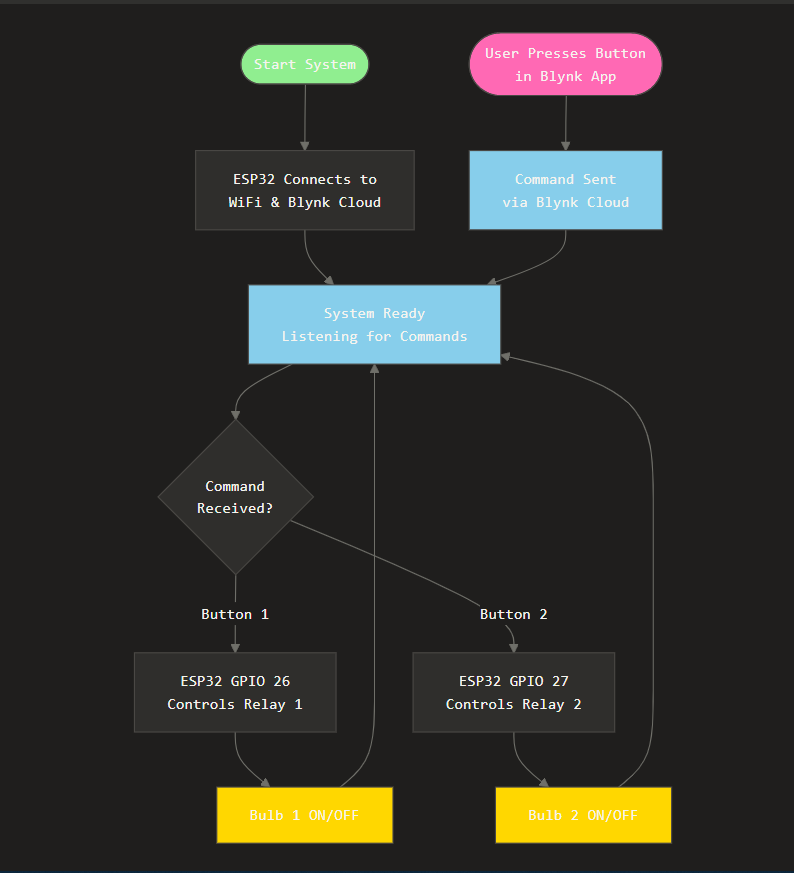 Start System
User Presses Button
in Blynk App
ESP32 Connects to
WiFi & Blynk Cloud
Command Sent
via Blynk Cloud
System Ready
Listening for Commands
Command
Received?
Button 1
Button 2
ESP32 GPIO 26
Controls Relay 1
ESP32 GPIO 27
Controls Relay 2
Bulb 1 ON/OFF
Bulb 2 ON/OFF